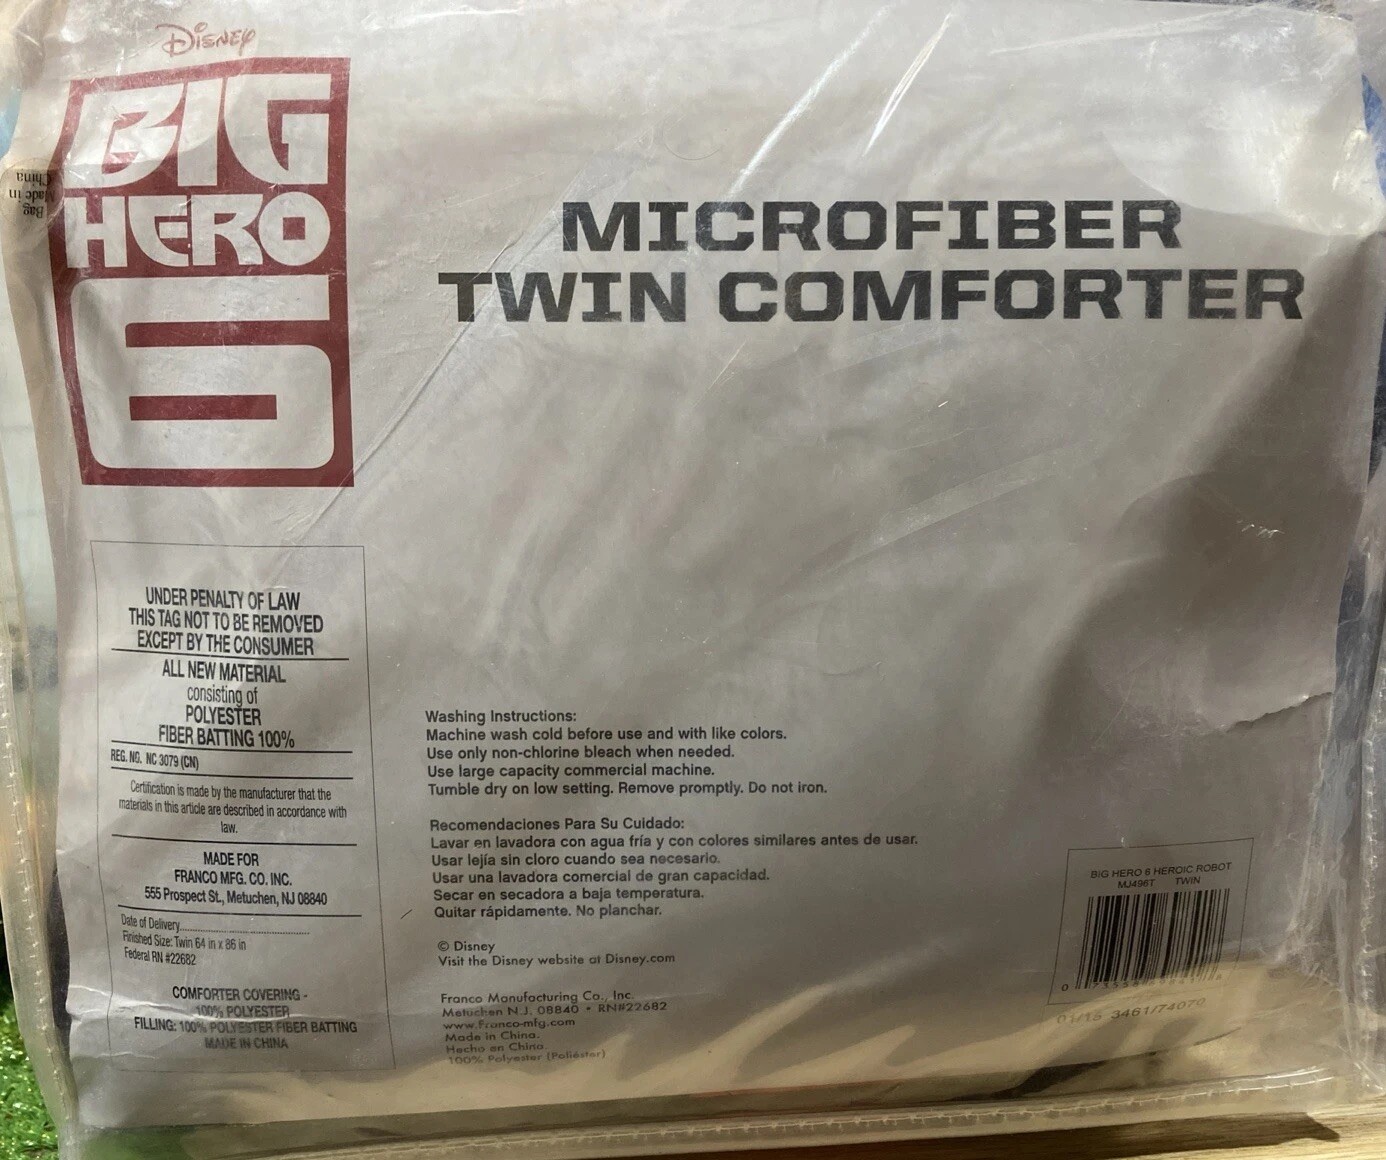 Disney
BIG
HERO
6
Bag
Made in
China
MICROFIBER
TWIN COMFORTER
UNDER PENALTY OF LAW
THIS TAG NOT TO BE REMOVED
EXCEPT BY THE CONSUMER
ALL NEW MATERIAL
consisting of
POLYESTER
FIBER BATTING 100%
REG. NO. NC 3079 (CN)
Certification is made by the manufacturer that the
materials in this article are described in accordance with
law.
MADE FOR
FRANCO MFG. CO. INC.
555 Prospect St., Metuchen, NJ 08840
Date of Delivery
Finished Size: Twin 64 in x 86 in
Federal RN #22682
COMFORTER COVERING -
100% POLYESTER
FILLING: 100% POLYESTER FIBER BATTING
MADE IN CHINA
Washing Instructions:
Machine wash cold before use and with like colors.
Use only non-chlorine bleach when needed.
Use large capacity commercial machine.
Tumble dry on low setting. Remove promptly. Do not iron.
Recomendaciones Para Su Cuidado:
Lavar en lavadora con agua fría y con colores similares antes de usar.
Usar lejía sin cloro cuando sea necesario.
Usar una lavadora comercial de gran capacidad.
Secar en secadora a baja temperatura.
Quitar rápidamente. No planchar.
© Disney
Visit the Disney website at Disney.com
Franco Manufacturing Co., Inc.
Metuchen N.J. 08840 • RN#22682
www.franco-mfg.com
Made in China.
Hecho en China.
100% Polyester (Poliéster)
BIG HERO 6 HEROIC ROBOT
MJ496T TWIN
0
01/15 3461/74079